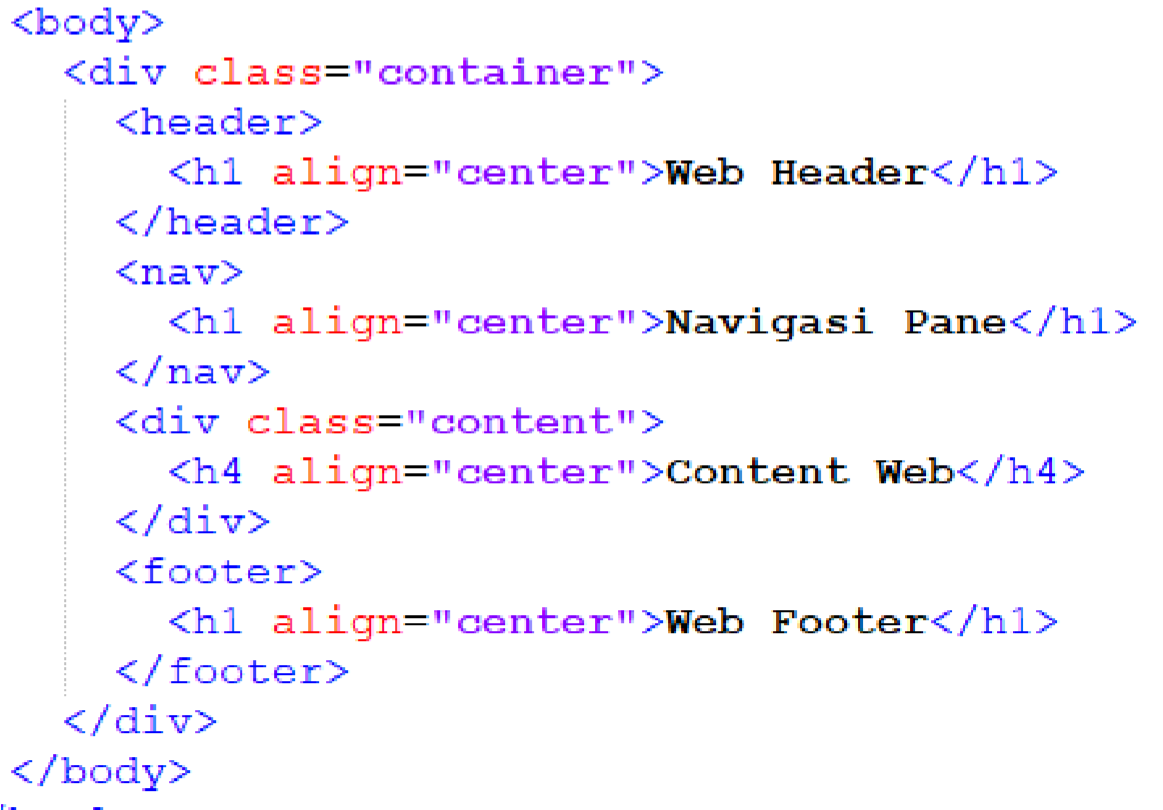 <body>
<div class="container">
<header>
<h1 align="center">Web Header</h1>
</header>
<nav>
<h1 align="center">Navigasi Pane</h1>
</nav>
<div class="content">
<h4 align="center">Content Web</h4>
</div>
<footer>
<h1 align="center">Web Footer</h1>
</footer>
</div>
</body>